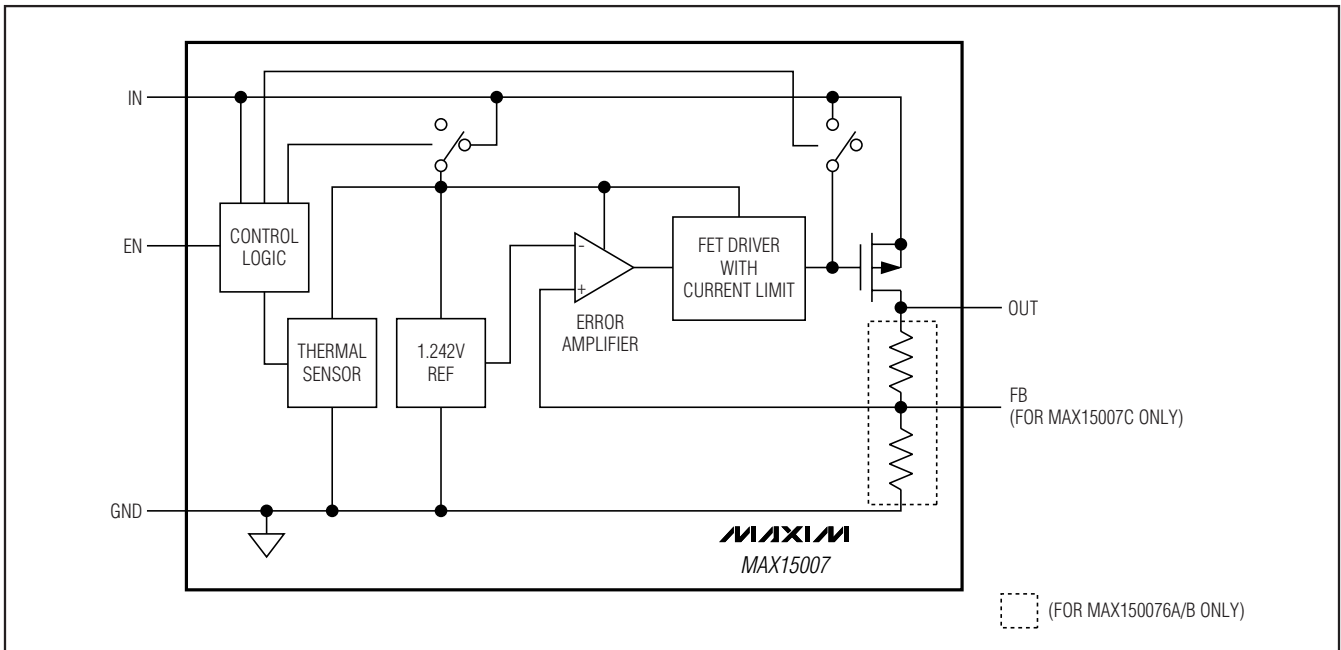 IN
EN
CONTROL
LOGIC
THERMAL
SENSOR
1.242V
REF
-
+
ERROR
AMPLIFIER
FET DRIVER
WITH
CURRENT LIMIT
OUT
FB
(FOR MAX15007C ONLY)
GND
MAXIM
MAX15007
(FOR MAX150076A/B ONLY)